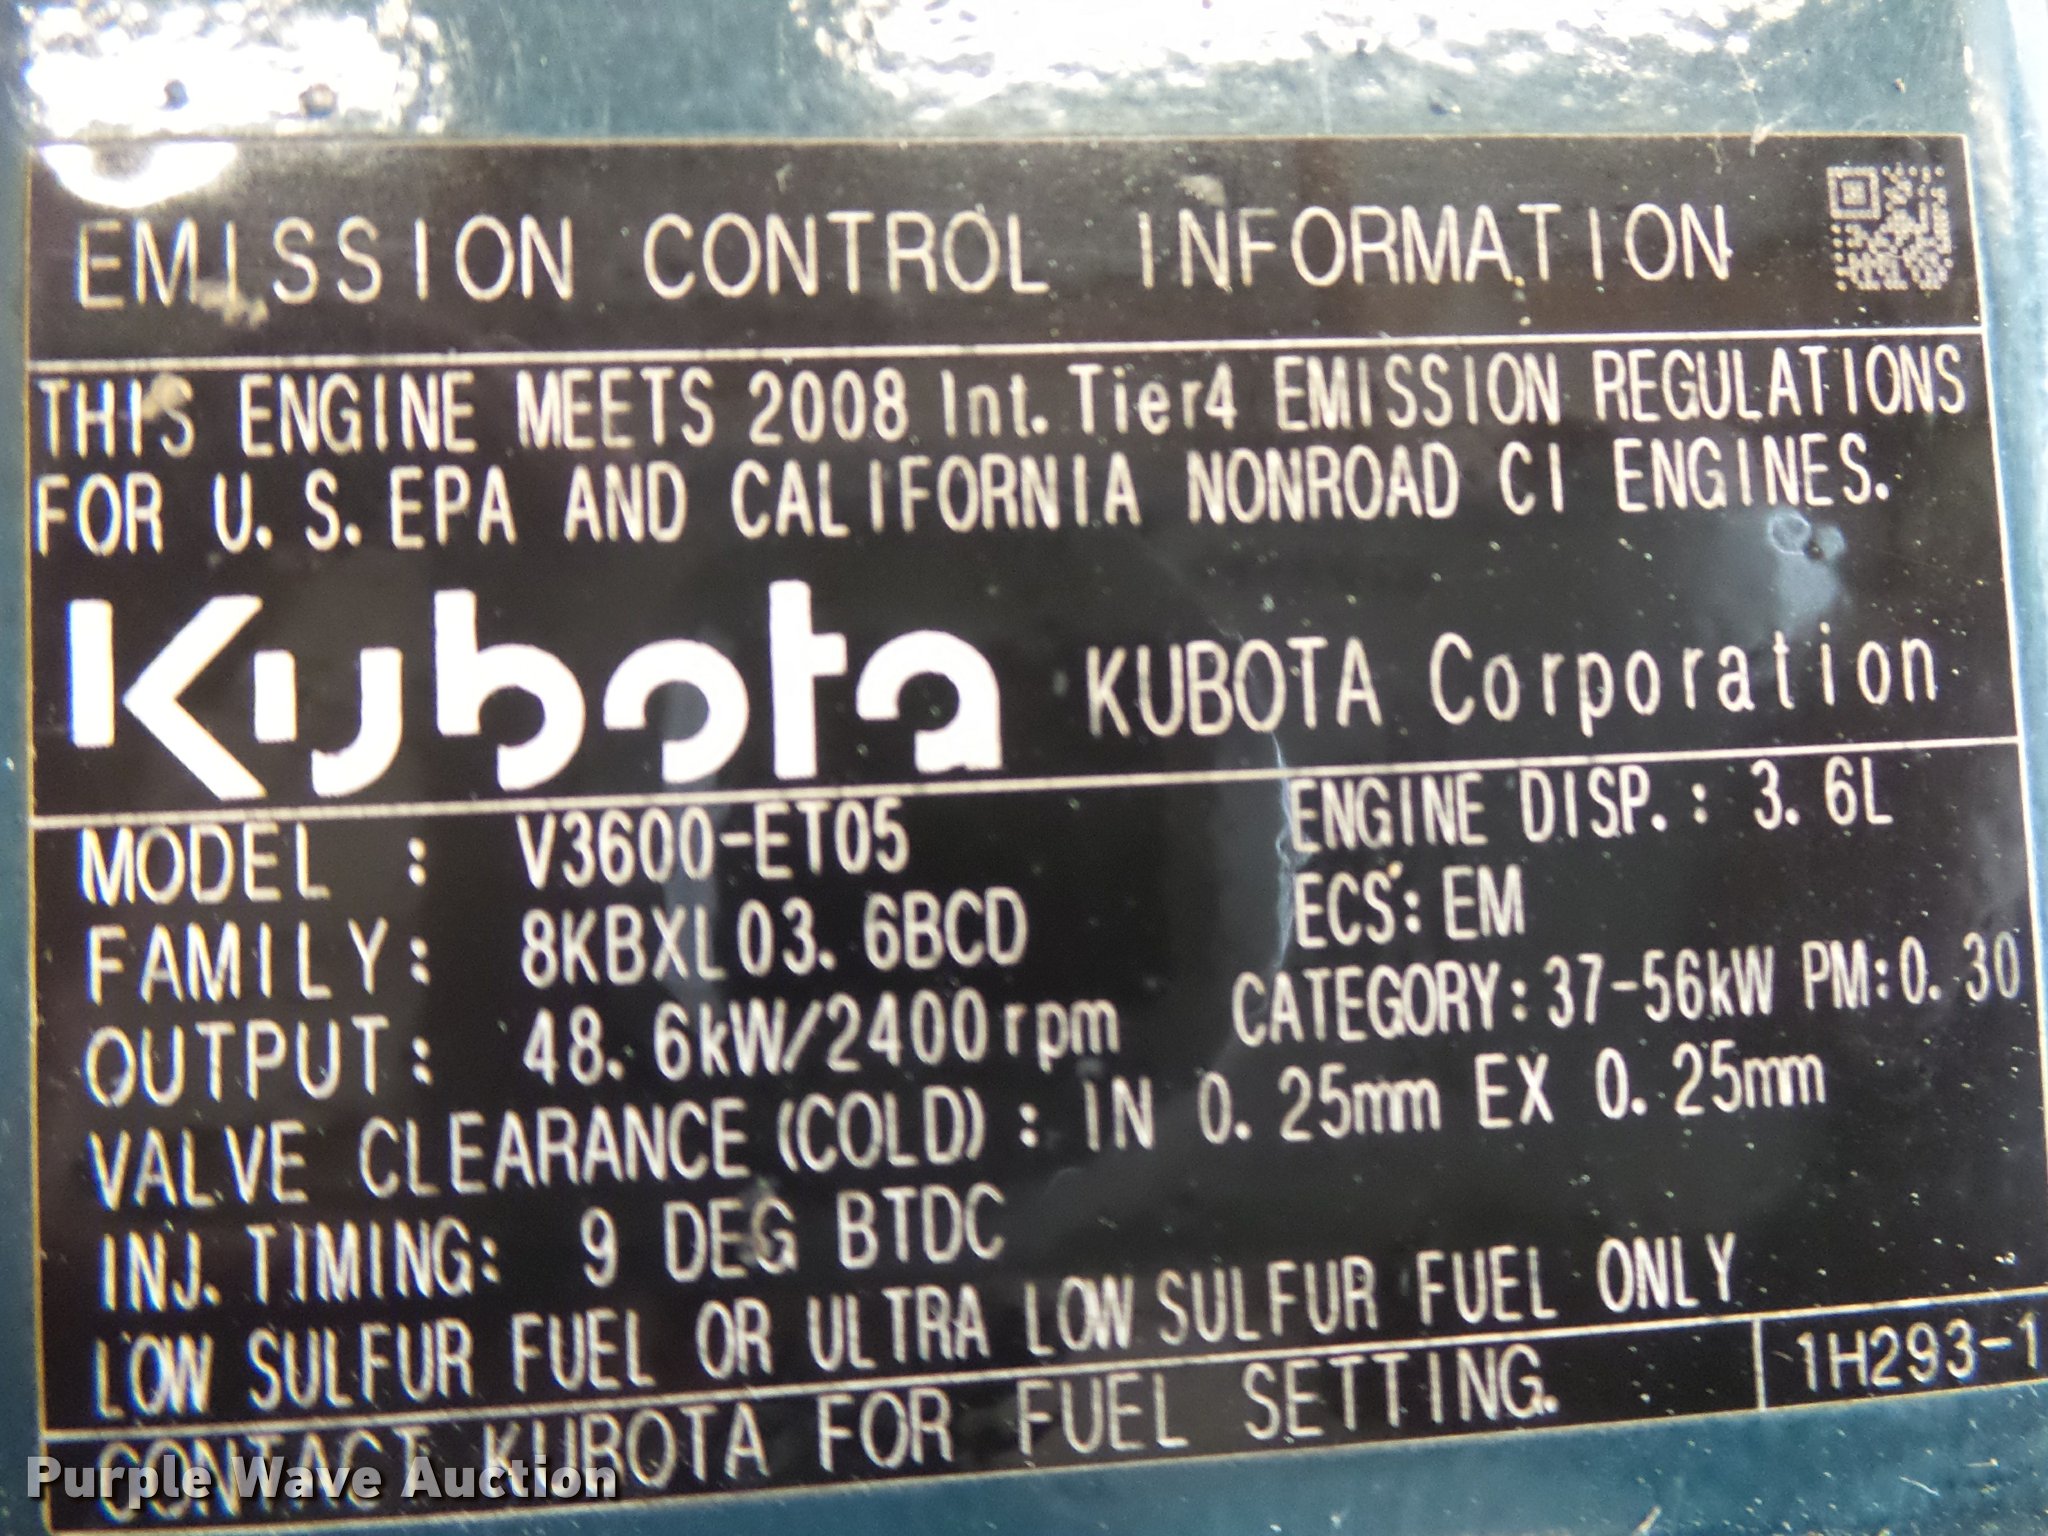 EMISSION CONTROL INFORMATION
THIS ENGINE MEETS 2008 Int. Tier4 EMISSION REGULATIONS
FOR U. S. EPA AND CALIFORNIA NONROAD CI ENGINES.
Kubota KUBOTA Corporation
MODEL : V3600-ET05 ENGINE DISP. : 3. 6L
FAMILY: 8KBXL03. 6BCD ECS: EM
OUTPUT: 48. 6kW/2400rpm CATEGORY: 37-56kW PM:0. 30
VALVE CLEARANCE (COLD) : IN 0. 25mm EX 0. 25mm
INJ. TIMING: 9 DEG BTDC
LOW SULFUR FUEL OR ULTRA LOW SULFUR FUEL ONLY
CONTACT KUBOTA FOR FUEL SETTING. 1H293-1
Purple Wave Auction